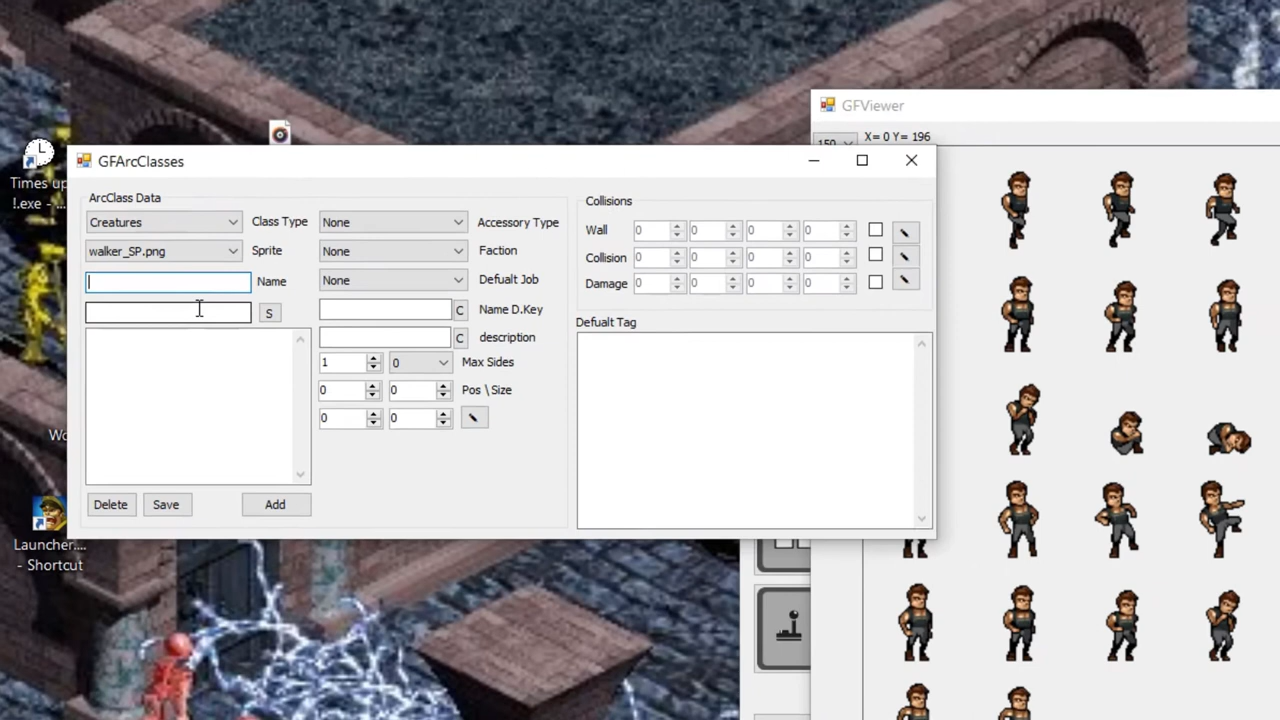 GFViewer
X= 0 Y= 196
Times up
!.exe - ...
GFArcClasses
ArcClass Data
Creatures
Class Type
None
Accessory Type
walker_SP.png
Sprite
None
Faction
Name
None
Defualt Job
S
C
Name D.Key
C
description
1
0
Max Sides
0
0
Pos \Size
0
0
Delete
Save
Add
Collisions
Wall
0
0
0
0
Collision
0
0
0
0
Damage
0
0
0
0
Defualt Tag
Launcher....
- Shortcut